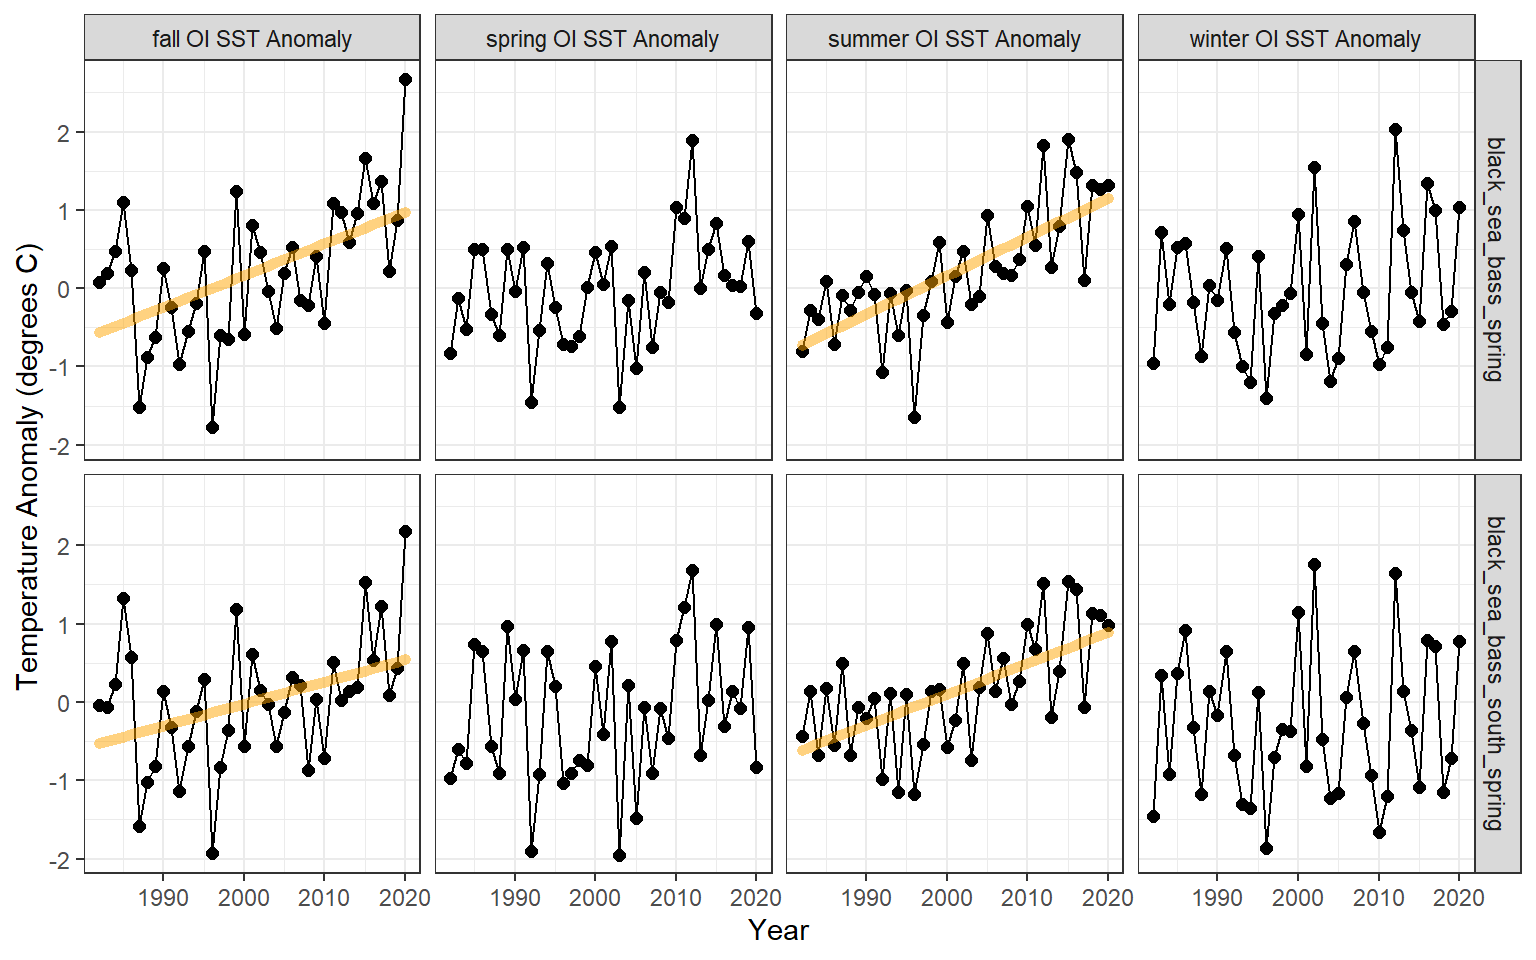 fall OI SST Anomaly
spring OI SST Anomaly
summer OI SST Anomaly
winter OI SST Anomaly
Temperature Anomaly (degrees C)
2
1
0
-1
-2
black_sea_bass_spring
2
1
0
-1
-2
black_sea_bass_south_spring
1990 2000 2010 2020
1990 2000 2010 2020
1990 2000 2010 2020
1990 2000 2010 2020
Year